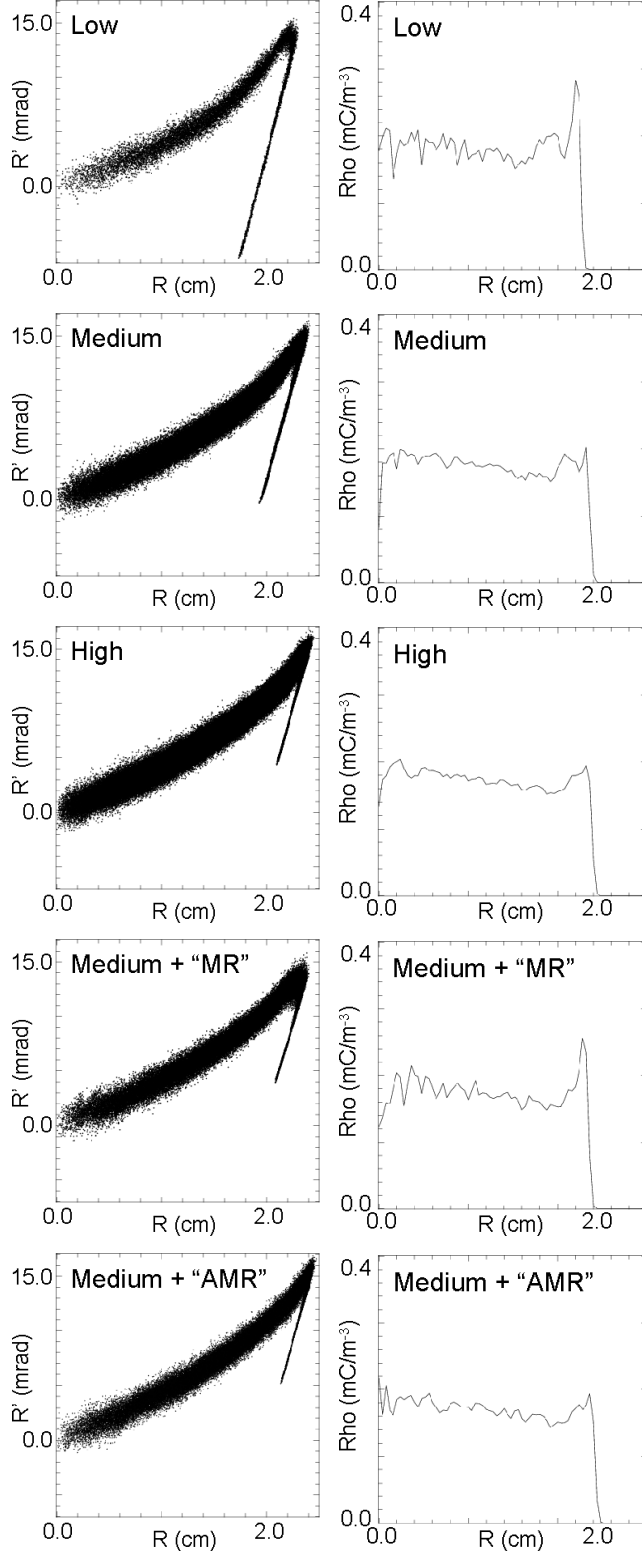 Low
15.0
R' (mrad)
0.0
0.0 2.0
R (cm)
0.4
Low
Rho (mC/m⁻³)
0.0
0.0 2.0
R (cm)
Medium
15.0
R' (mrad)
0.0
0.0 2.0
R (cm)
0.4
Medium
Rho (mC/m⁻³)
0.0
0.0 2.0
R (cm)
High
15.0
R' (mrad)
0.0
0.0 2.0
R (cm)
0.4
High
Rho (mC/m⁻³)
0.0
0.0 2.0
R (cm)
Medium + “MR”
15.0
R' (mrad)
0.0
0.0 2.0
R (cm)
0.4
Medium + “MR”
Rho (mC/m⁻³)
0.0
0.0 2.0
R (cm)
Medium + “AMR”
15.0
R' (mrad)
0.0
0.0 2.0
R (cm)
0.4
Medium + “AMR”
Rho (mC/m⁻³)
0.0
0.0 2.0
R (cm)